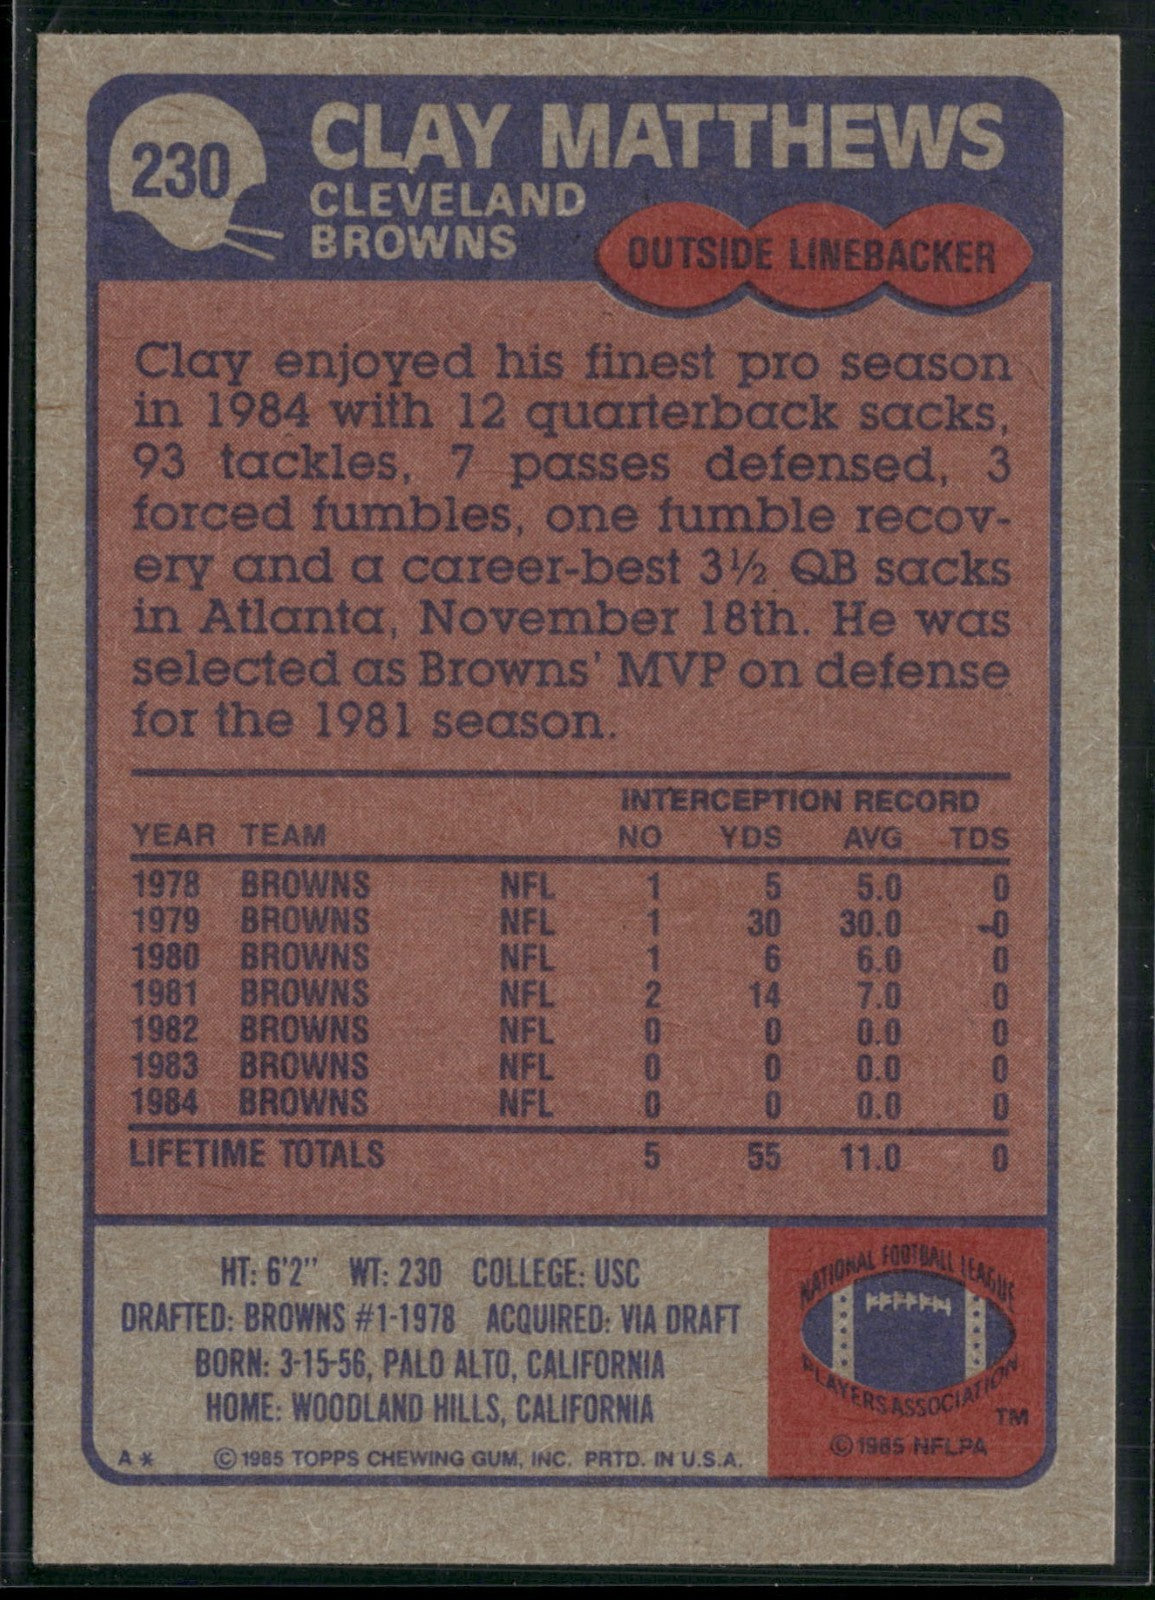 230
CLAY MATTHEWS
CLEVELAND
BROWNS
OUTSIDE LINEBACKER
Clay enjoyed his finest pro season
in 1984 with 12 quarterback sacks,
93 tackles, 7 passes defensed, 3
forced fumbles, one fumble recov-
ery and a career-best 3½ QB sacks
in Atlanta, November 18th. He was
selected as Browns' MVP on defense
for the 1981 season.
INTERCEPTION RECORD
YEAR TEAM NO YDS AVG TDS
1978 BROWNS NFL 1 5 5.0 0
1979 BROWNS NFL 1 30 30.0 0
1980 BROWNS NFL 1 6 6.0 0
1981 BROWNS NFL 2 14 7.0 0
1982 BROWNS NFL 0 0 0.0 0
1983 BROWNS NFL 0 0 0.0 0
1984 BROWNS NFL 0 0 0.0 0
LIFETIME TOTALS 5 55 11.0 0
HT: 6'2" WT: 230 COLLEGE: USC
DRAFTED: BROWNS #1-1978 ACQUIRED: VIA DRAFT
BORN: 3-15-56, PALO ALTO, CALIFORNIA
HOME: WOODLAND HILLS, CALIFORNIA
A* © 1985 TOPPS CHEWING GUM, INC. PRTD. IN U.S.A.
NATIONAL FOOTBALL LEAGUE
PLAYERS ASSOCIATION
TM
© 1985 NFLPA